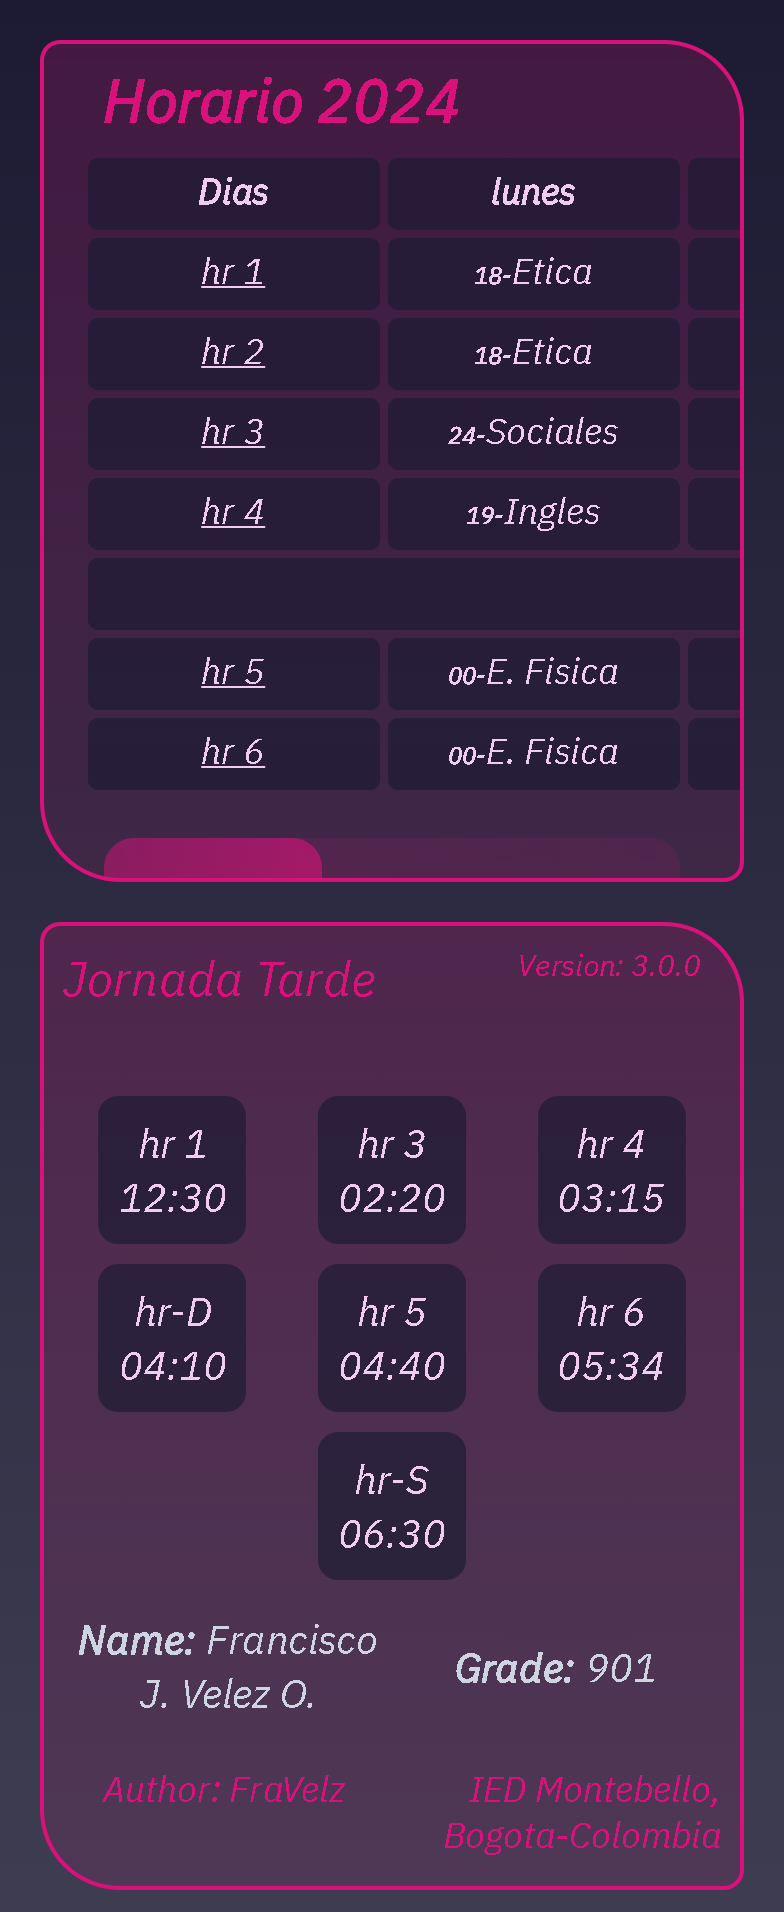 Horario 2024
Dias lunes
hr 1 18-Etica
hr 2 18-Etica
hr 3 24-Sociales
hr 4 19-Ingles
hr 5 00-E. Fisica
hr 6 00-E. Fisica
Jornada Tarde
Version: 3.0.0
hr 1
12:30
hr 3
02:20
hr 4
03:15
hr-D
04:10
hr 5
04:40
hr 6
05:34
hr-S
06:30
Name: Francisco
J. Velez O.
Grade: 901
Author: FraVelz
IED Montebello,
Bogota-Colombia